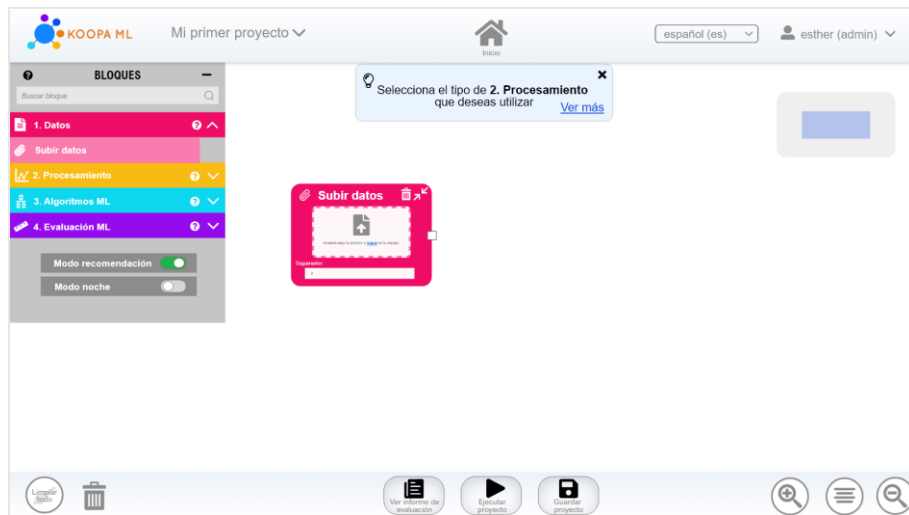 KOOPA ML
Mi primer proyecto
Inicio
español (es)
esther (admin)
BLOQUES
Buscar bloque
1. Datos
Subir datos
2. Procesamiento
3. Algoritmos ML
4. Evaluación ML
Modo recomendación
Modo noche
Selecciona el tipo de 2. Procesamiento
que deseas utilizar
Ver más
Subir datos
Separador:
Limpiar
todo
Ver informe de
evaluación
Ejecutar
proyecto
Guardar
proyecto